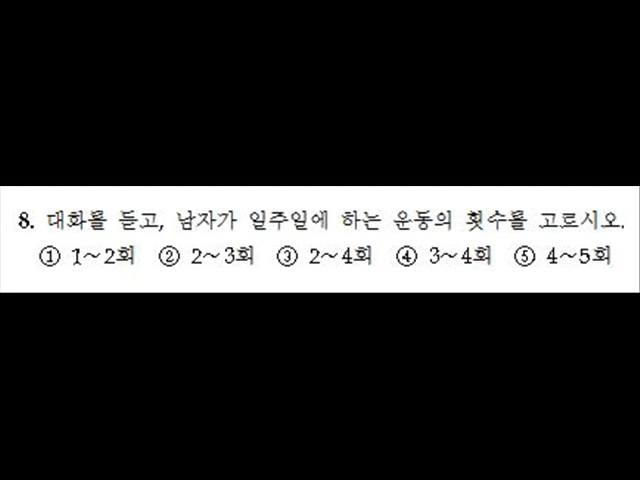 8. 대화를 듣고, 남자가 일주일에 하는 운동의 횟수를 고르시오.
① 1～2회 ② 2～3회 ③ 2～4회 ④ 3～4회 ⑤ 4～5회